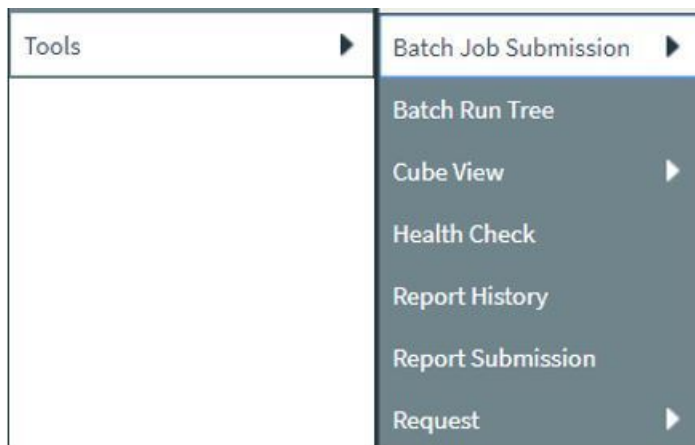 Tools
Batch Job Submission
Batch Run Tree
Cube View
Health Check
Report History
Report Submission
Request